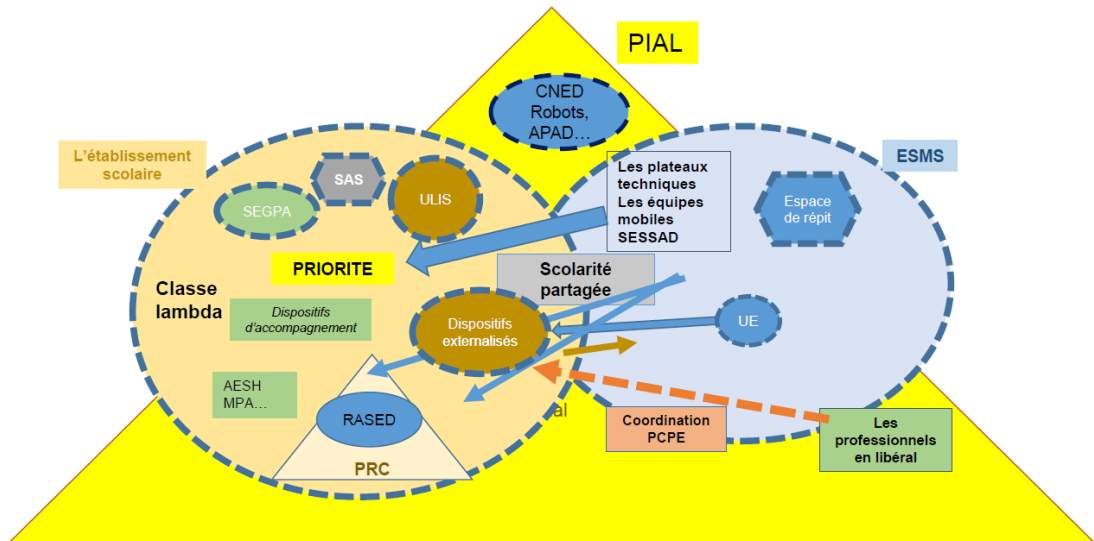 PIAL
CNED
Robots,
APAD…
L'établissement
scolaire
ESMS
SAS
SEGPA
ULIS
Les plateaux
techniques
Les équipes
mobiles
SESSAD
Espace
de répit
PRIORITE
Scolarité
partagée
Classe
lambda
Dispositifs
d'accompagnement
Dispositifs
externalisés
UE
AESH
MPA…
RASED
PRC
al
Coordination
PCPE
Les
professionnels
en libéral